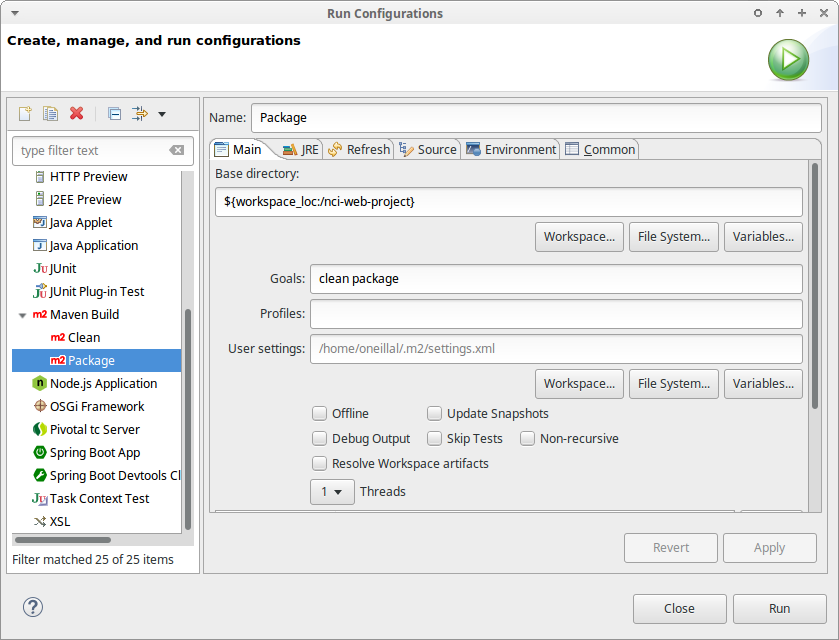 Run Configurations
Create, manage, and run configurations
type filter text
HTTP Preview
J2EE Preview
Java Applet
Java Application
Ju JUnit
JUnit Plug-in Test
m2 Maven Build
m2 Clean
m2 Package
n Node.js Application
OSGi Framework
Pivotal tc Server
Spring Boot App
Spring Boot Devtools Cl
Ju Task Context Test
XSL
Filter matched 25 of 25 items
Name: Package
Main JRE Refresh Source Environment Common
Base directory:
${workspace_loc:/nci-web-project}
Workspace... File System... Variables...
Goals: clean package
Profiles:
User settings: /home/oneillal/.m2/settings.xml
Workspace... File System... Variables...
Offline Update Snapshots
Debug Output Skip Tests Non-recursive
Resolve Workspace artifacts
1 Threads
Revert Apply
? Close Run